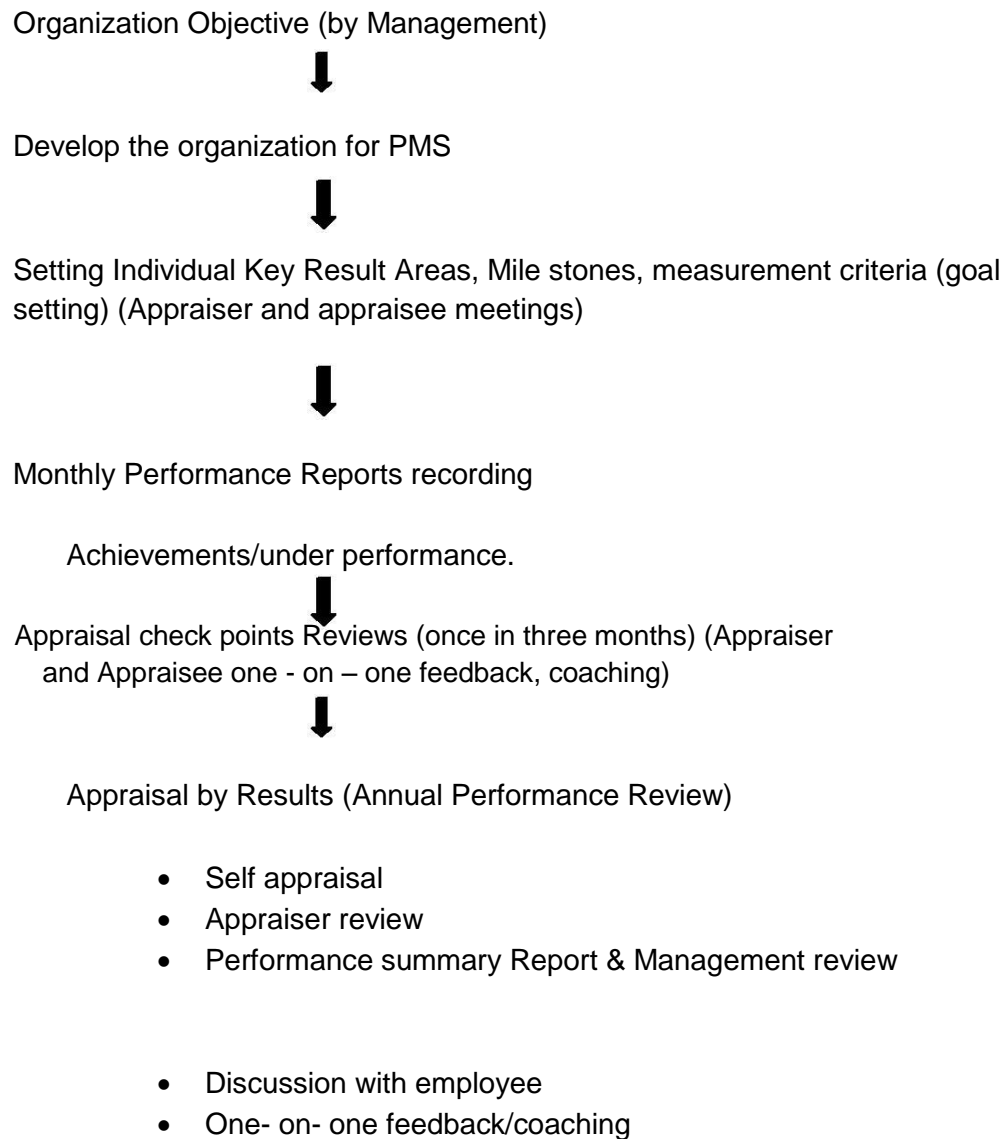 Organization Objective (by Management)
Develop the organization for PMS
Setting Individual Key Result Areas, Mile stones, measurement criteria (goal
setting) (Appraiser and appraisee meetings)
Monthly Performance Reports recording
Achievements/under performance.
Appraisal check points Reviews (once in three months) (Appraiser
and Appraisee one - on – one feedback, coaching)
Appraisal by Results (Annual Performance Review)
• Self appraisal
• Appraiser review
• Performance summary Report & Management review
• Discussion with employee
• One- on- one feedback/coaching